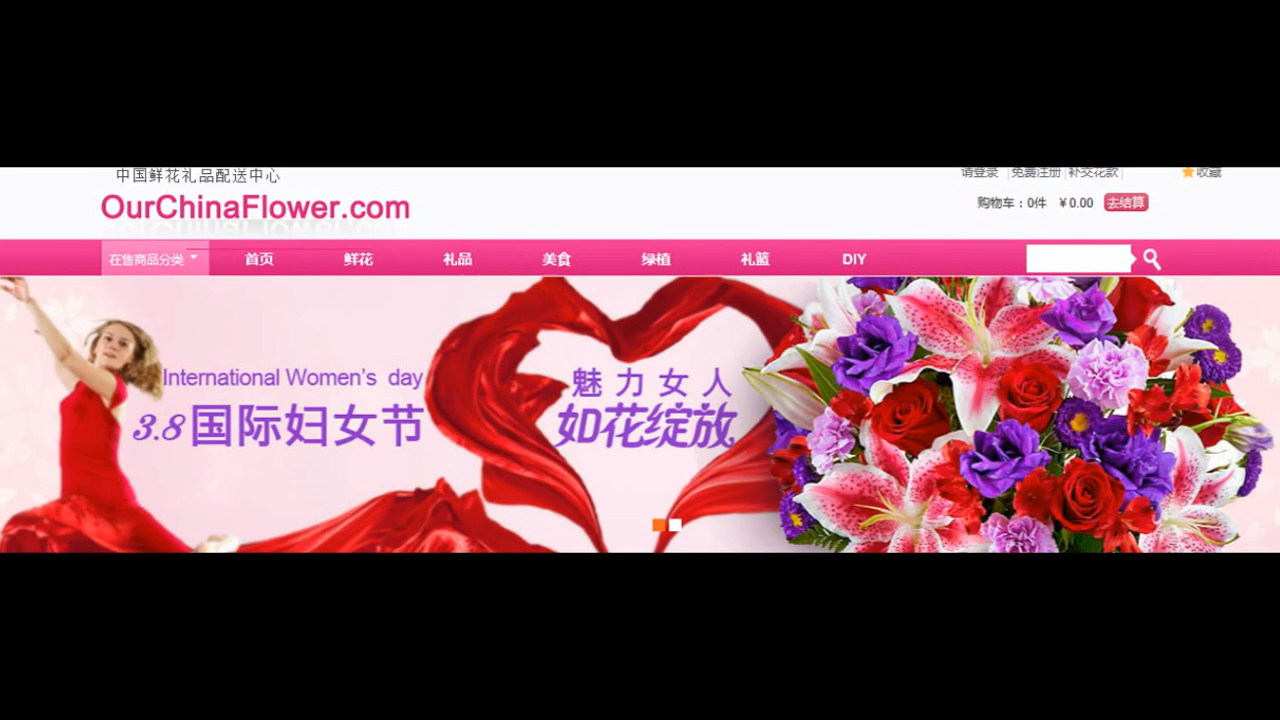 中国鲜花礼品配送中心
请登录 | 免费注册 | 补交花款 | 收藏
OurChinaFlower.com
购物车：0件 ￥0.00 去结算
在售商品分类 首页 鲜花 礼品 美食 绿植 礼篮 DIY
International Women's day
3.8国际妇女节
魅力女人
如花绽放